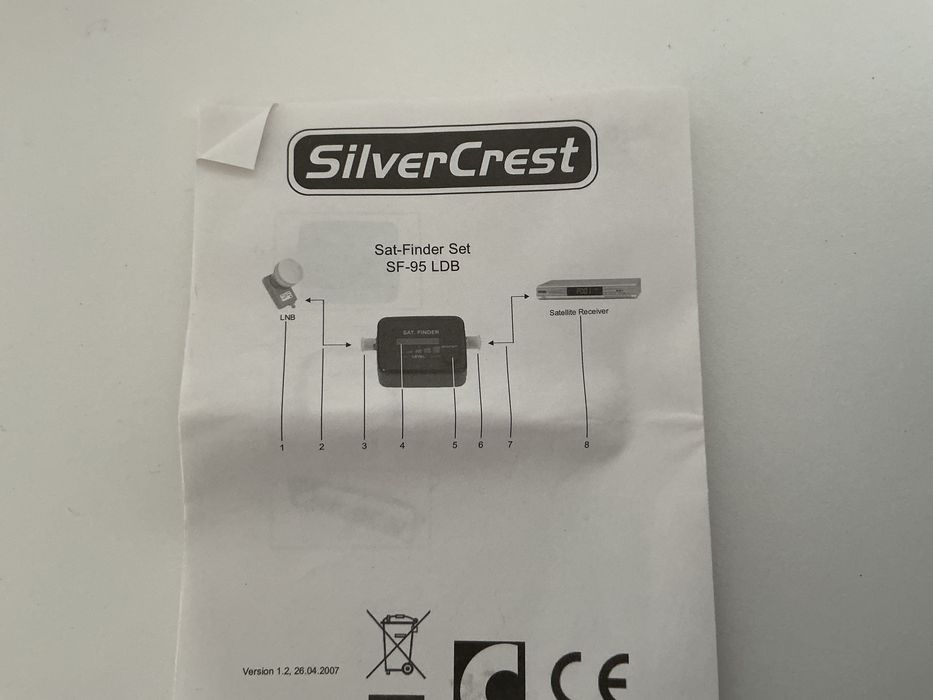 SilverCrest
Sat-Finder Set
SF-95 LDB
LNB
Satellite Receiver
SAT. FINDER
LEVEL
1 2 3 4 5 6 7 8
Version 1.2, 26.04.2007
CE